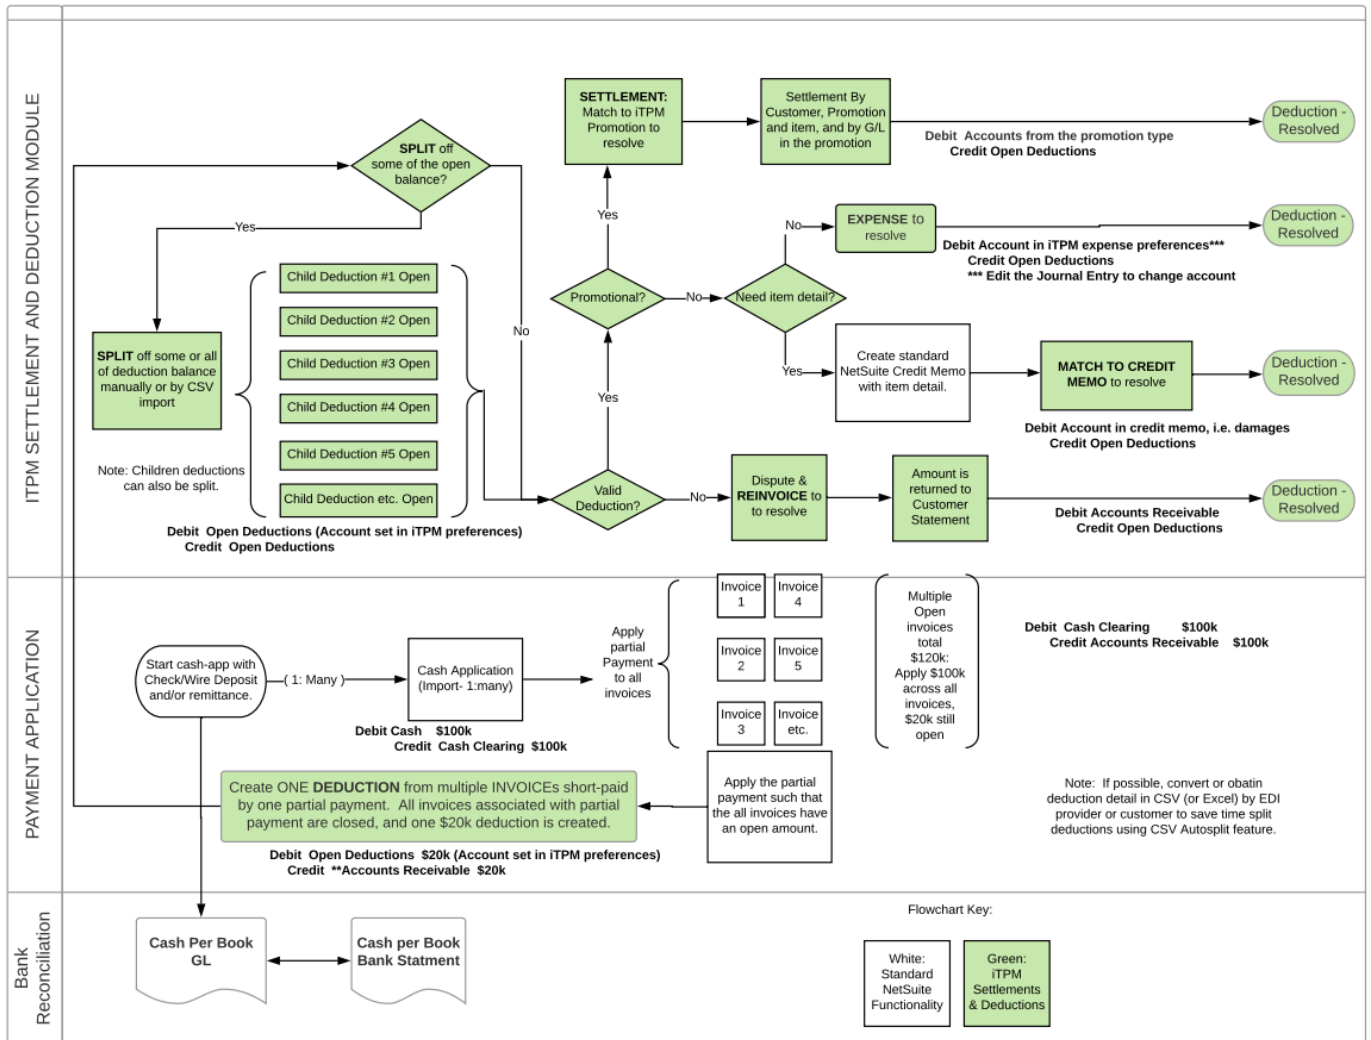 ITPM SETTLEMENT AND DEDUCTION MODULE
SPLIT off
some of the open
balance?
Yes
No
SPLIT off some or all
of deduction balance
manually or by CSV
import
Note: Children deductions
can also be split.
Child Deduction #1 Open
Child Deduction #2 Open
Child Deduction #3 Open
Child Deduction #4 Open
Child Deduction #5 Open
Child Deduction etc. Open
Debit  Open Deductions (Account set in iTPM preferences)
Credit  Open Deductions
SETTLEMENT:
Match to iTPM
Promotion to
resolve
Settlement By
Customer, Promotion
and item, and by G/L
in the promotion
Debit  Accounts from the promotion type
Credit Open Deductions
Deduction -
Resolved
Yes
Promotional?
No
Need item detail?
No
EXPENSE to
resolve
Debit Account in iTPM expense preferences***
Credit Open Deductions
*** Edit the Journal Entry to change account
Deduction -
Resolved
Yes
Create standard
NetSuite Credit Memo
with item detail.
MATCH TO CREDIT
MEMO to resolve
Debit Account in credit memo, i.e. damages
Credit Open Deductions
Deduction -
Resolved
Yes
Valid
Deduction?
No
Dispute &
REINVOICE to
to resolve
Amount is
returned to
Customer
Statement
Debit Accounts Receivable
Credit Open Deductions
Deduction -
Resolved
PAYMENT APPLICATION
Start cash-app with
Check/Wire Deposit
and/or remittance.
( 1: Many )
Cash Application
(Import- 1:many)
Debit Cash    $100k
Credit  Cash Clearing  $100k
Apply
partial
Payment
to all
invoices
Invoice
1
Invoice
4
Invoice
2
Invoice
5
Invoice
3
Invoice
etc.
Multiple
Open
invoices
total
$120k:
Apply $100k
across all
invoices,
$20k still
open
Debit  Cash Clearing        $100k
Credit Accounts Receivable    $100k
Create ONE DEDUCTION from multiple INVOICEs short-paid
by one partial payment.  All invoices associated with partial
payment are closed, and one $20k deduction is created.
Debit  Open Deductions  $20k (Account set in iTPM preferences)
Credit  **Accounts Receivable  $20k
Apply the partial
payment such that
the all invoices have
an open amount.
Note:  If possible, convert or obatin
deduction detail in CSV (or Excel) by EDI
provider or customer to save time split
deductions using CSV Autosplit feature.
Bank
Reconciliation
Cash Per Book
GL
Cash per Book
Bank Statment
Flowchart Key:
White:
Standard
NetSuite
Functionality
Green:
iTPM
Settlements
& Deductions